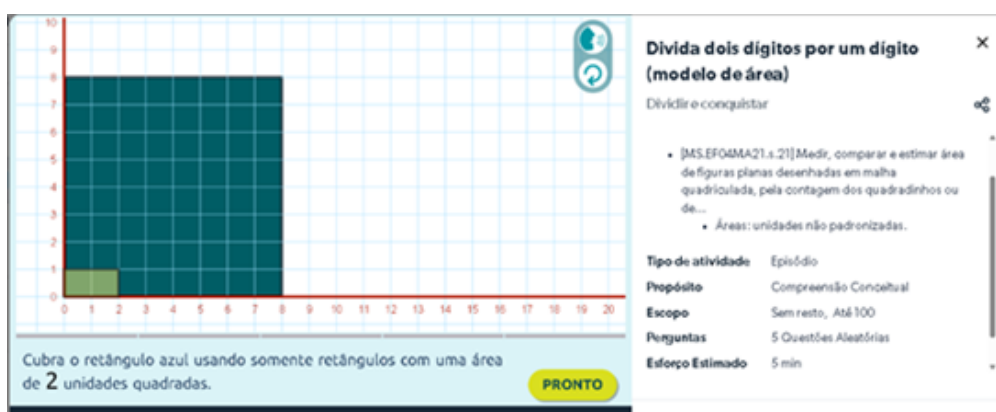 10
9
8
7
6
5
4
3
2
1
0
0 1 2 3 4 5 6 7 8 9 10 11 12 13 14 15 16 17 18 19 20
Cubra o retângulo azul usando somente retângulos com uma área
de 2 unidades quadradas.
PRONTO
Divida dois dígitos por um dígito
(modelo de área)
Dividir e conquistar
[MS.EF04MA21.s.21] Medir, comparar e estimar área
de figuras planas desenhadas em malha
quadriculada, pela contagem dos quadradinhos ou
de...
Áreas: unidades não padronizadas.
Tipo de atividade Episódio
Propósito Compreensão Conceitual
Escopo Sem resto, Até 100
Perguntas 5 Questões Aleatórias
Esforço Estimado 5 min